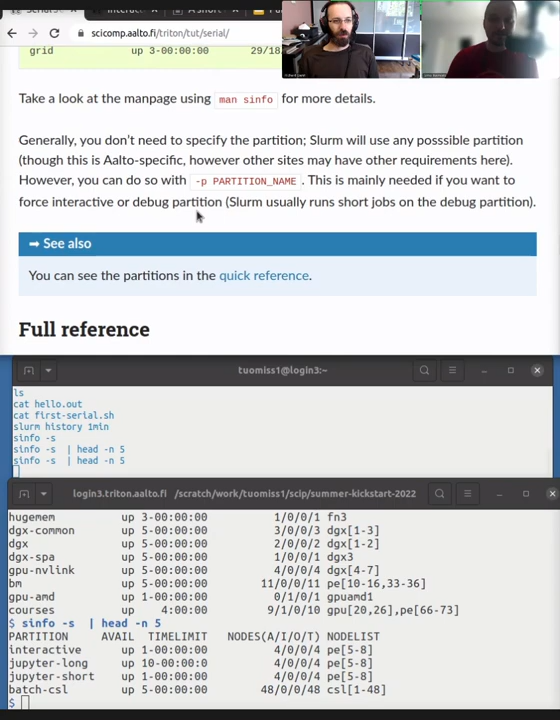 scicomp.aalto.fi/triton/tut/serial/
grid up 3-00:00:00 29/18
Take a look at the manpage using man sinfo for more details.
Generally, you don't need to specify the partition; Slurm will use any posssible partition
(though this is Aalto-specific, however other sites may have other requirements here).
However, you can do so with -p PARTITION_NAME . This is mainly needed if you want to
force interactive or debug partition (Slurm usually runs short jobs on the debug partition).
➡ See also
You can see the partitions in the quick reference.
Full reference
tuomiss1@login3:~
ls
cat hello.out
cat first-serial.sh
slurm history 1min
sinfo -s
sinfo -s | head -n 5
sinfo -s | head -n 5
login3.triton.aalto.fi /scratch/work/tuomiss1/scip/summer-kickstart-2022
hugemem up 3-00:00:00 1/0/0/1 fn3
dgx-common up 5-00:00:00 3/0/0/3 dgx[1-3]
dgx up 5-00:00:00 2/0/0/2 dgx[1-2]
dgx-spa up 5-00:00:00 1/0/0/1 dgx3
gpu-nvlink up 5-00:00:00 4/0/0/4 dgx[4-7]
bm up 5-00:00:00 11/0/0/11 pe[10-16,33-36]
gpu-amd up 1-00:00:00 0/1/0/1 gpuamd1
courses up 4:00:00 9/1/0/10 gpu[20,26],pe[66-73]
$ sinfo -s | head -n 5
PARTITION AVAIL TIMELIMIT NODES(A/I/O/T) NODELIST
interactive up 1-00:00:00 4/0/0/4 pe[5-8]
jupyter-long up 10-00:00:0 4/0/0/4 pe[5-8]
jupyter-short up 1-00:00:00 4/0/0/4 pe[5-8]
batch-csl up 5-00:00:00 48/0/0/48 csl[1-48]
$